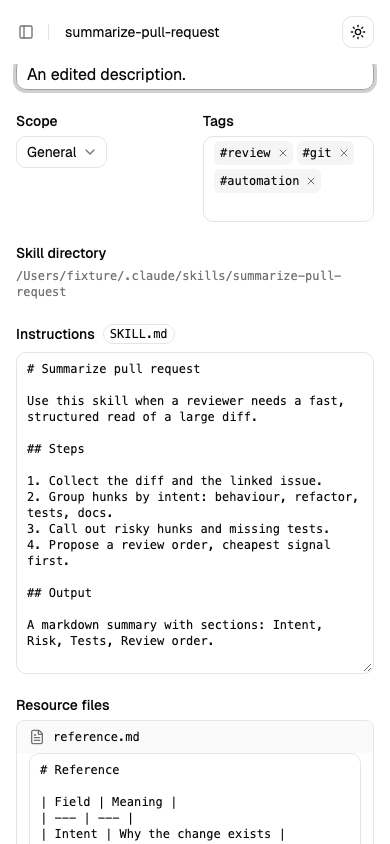 summarize-pull-request
An edited description.
Scope
Tags
General
#review × #git ×
#automation ×
Skill directory
/Users/fixture/.claude/skills/summarize-pull-
request
Instructions SKILL.md
# Summarize pull request

Use this skill when a reviewer needs a fast,
structured read of a large diff.

## Steps

1. Collect the diff and the linked issue.
2. Group hunks by intent: behaviour, refactor,
tests, docs.
3. Call out risky hunks and missing tests.
4. Propose a review order, cheapest signal
first.

## Output

A markdown summary with sections: Intent,
Risk, Tests, Review order.
Resource files
reference.md
# Reference

| Field | Meaning |
| --- | --- |
| Intent | Why the change exists |